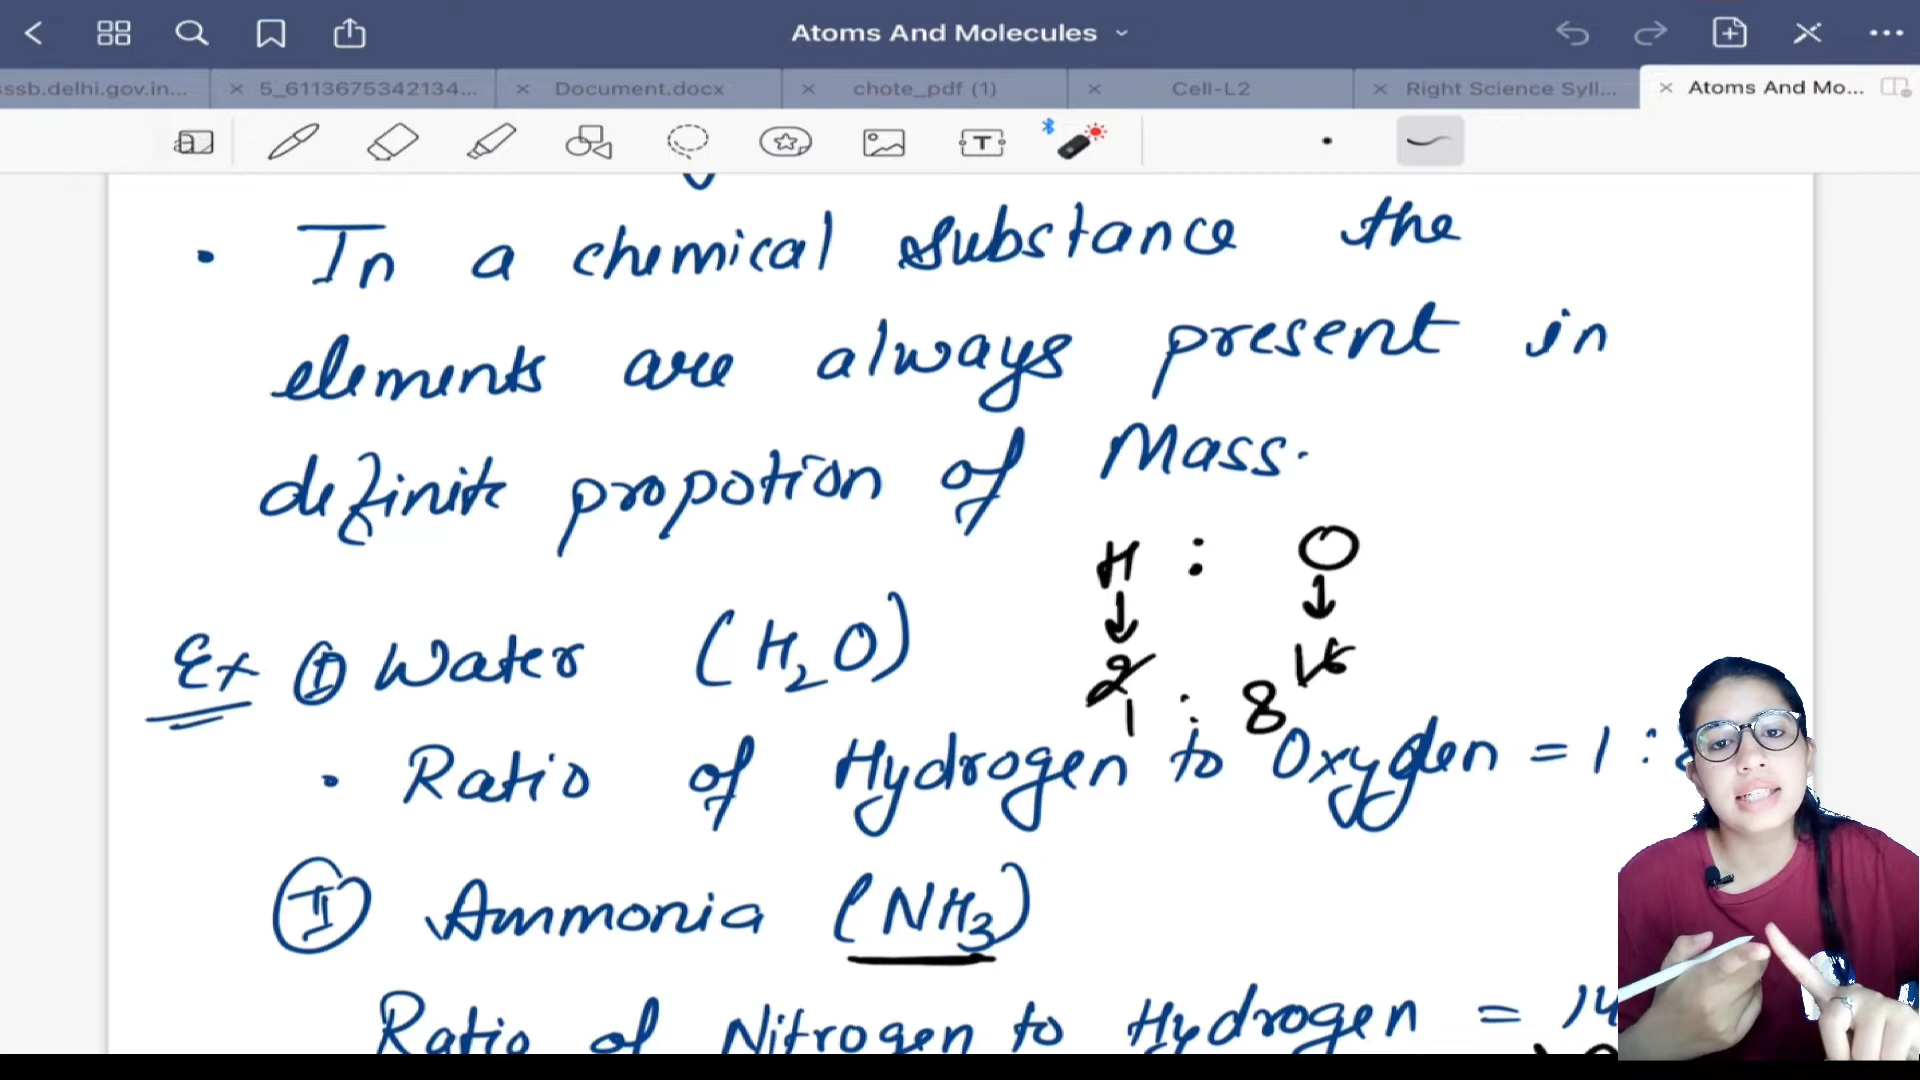 Atoms And Molecules
sssb.delhi.gov.in...
5_6113675342134...
Document.docx
chote_pdf (1)
Cell-L2
Right Science Syll...
Atoms And Mo...
• In a chemical substance the
elements are always present in
definite propotion of Mass.
H : O
Ex I Water (H2O)
2 16
1 : 8
• Ratio of Hydrogen to Oxygen = 1 :
II Ammonia (NH3)
Ratio of Nitrogen to Hydrogen = 14